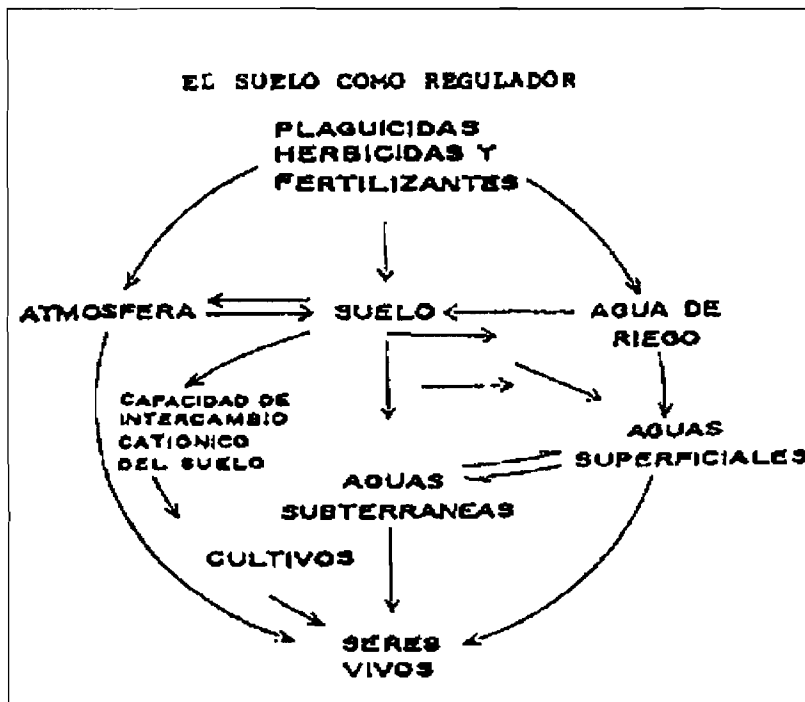 EL SUELO COMO REGULADOR
PLAGUICIDAS
HERBICIDAS Y
FERTILIZANTES
ATMOSFERA
SUELO
AGUA DE
RIEGO
CAPACIDAD DE
INTERCAMBIO
CATIONICO
DEL SUELO
AGUAS
SUPERFICIALES
AGUAS
SUBTERRANEAS
CULTIVOS
SERES
VIVOS